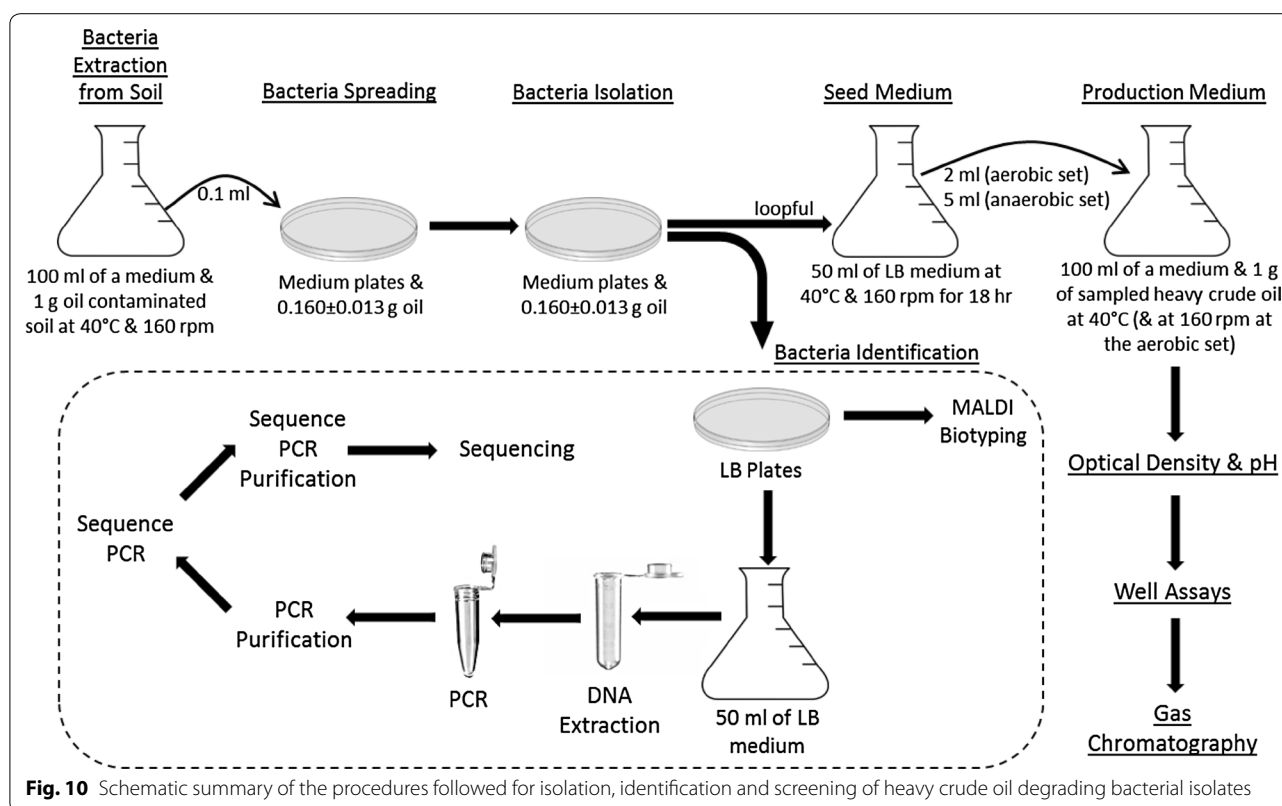 Bacteria
Extraction
from Soil
Bacteria Spreading
Bacteria Isolation
Seed Medium
Production Medium
0.1 ml
loopful
2 ml (aerobic set)
5 ml (anaerobic set)
100 ml of a medium &
1 g oil contaminated
soil at 40°C & 160 rpm
Medium plates &
0.160±0.013 g oil
Medium plates &
0.160±0.013 g oil
50 ml of LB medium at
40°C & 160 rpm for 18 hr
100 ml of a medium & 1 g
of sampled heavy crude oil
at 40°C (& at 160 rpm at
the aerobic set)
Bacteria Identification
LB Plates
MALDI
Biotyping
50 ml of LB
medium
DNA
Extraction
PCR
PCR
Purification
Sequence
PCR
Sequence
PCR
Purification
Sequencing
Optical Density & pH
Well Assays
Gas
Chromatography
Fig. 10 Schematic summary of the procedures followed for isolation, identification and screening of heavy crude oil degrading bacterial isolates